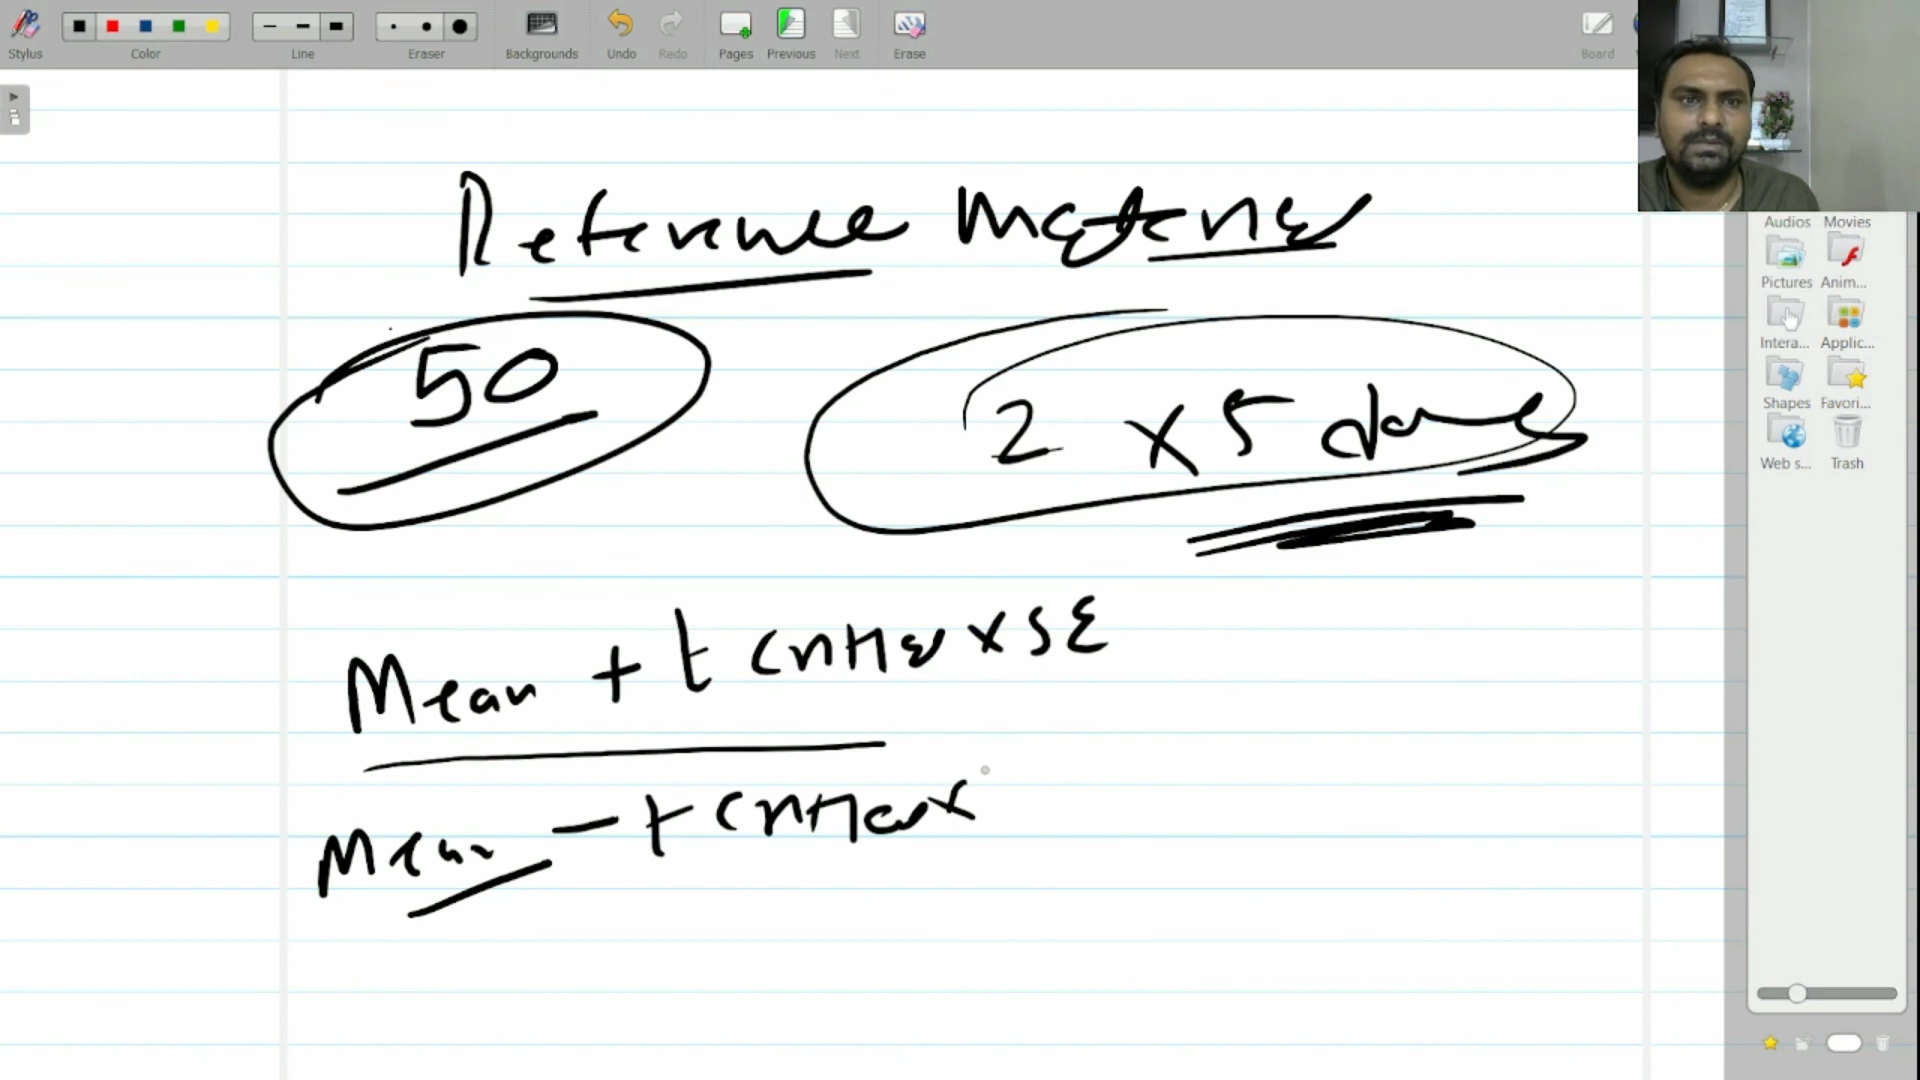 Stylus Color Line Eraser Backgrounds Undo Redo Pages Previous Next Erase Board
Reference Material
Audios Movies
Pictures Anim...
Intera... Applic...
Shapes Favori...
Web s... Trash
50 2 x 5 days
Mean + t critical x SE
Mean - t critical x